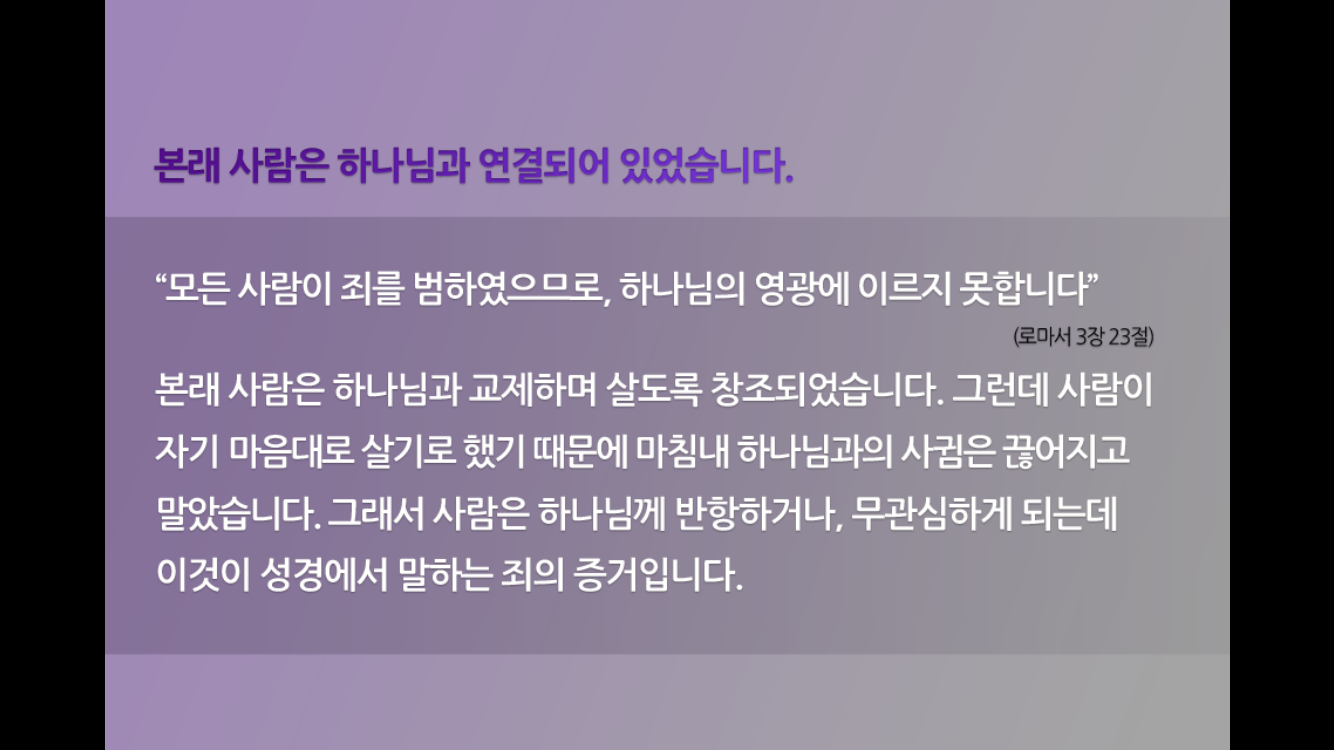 본래 사람은 하나님과 연결되어 있었습니다.
“모든 사람이 죄를 범하였으므로, 하나님의 영광에 이르지 못합니다”
(로마서 3장 23절)
본래 사람은 하나님과 교제하며 살도록 창조되었습니다. 그런데 사람이
자기 마음대로 살기로 했기 때문에 마침내 하나님과의 사귐은 끊어지고
말았습니다. 그래서 사람은 하나님께 반항하거나, 무관심하게 되는데
이것이 성경에서 말하는 죄의 증거입니다.